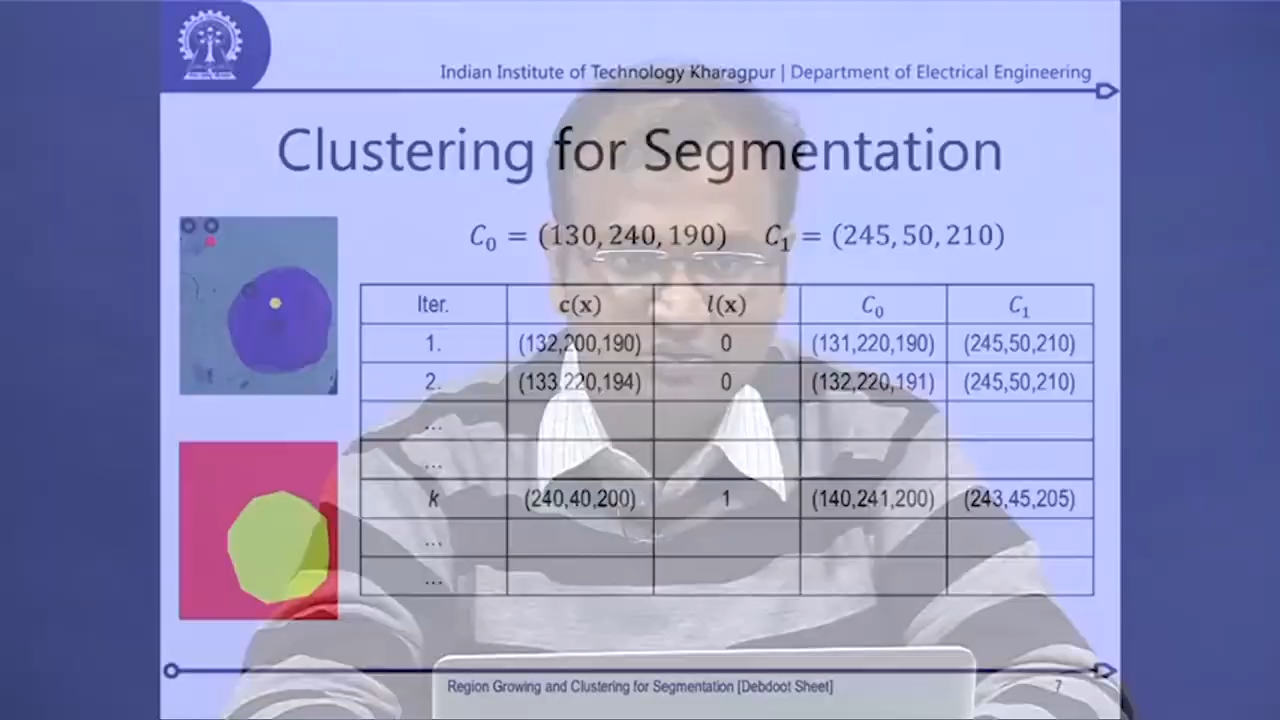 Indian Institute of Technology Kharagpur | Department of Electrical Engineering
Clustering for Segmentation
C₀ = (130, 240, 190) C₁ = (245, 50, 210)
Iter. c(x) l(x) C₀ C₁
1. (132,200,190) 0 (131,220,190) (245,50,210)
2. (133,220,194) 0 (132,220,191) (245,50,210)
...
...
k (240,40,200) 1 (140,241,200) (243,45,205)
...
...
Region Growing and Clustering for Segmentation [Debdoot Sheet] 7